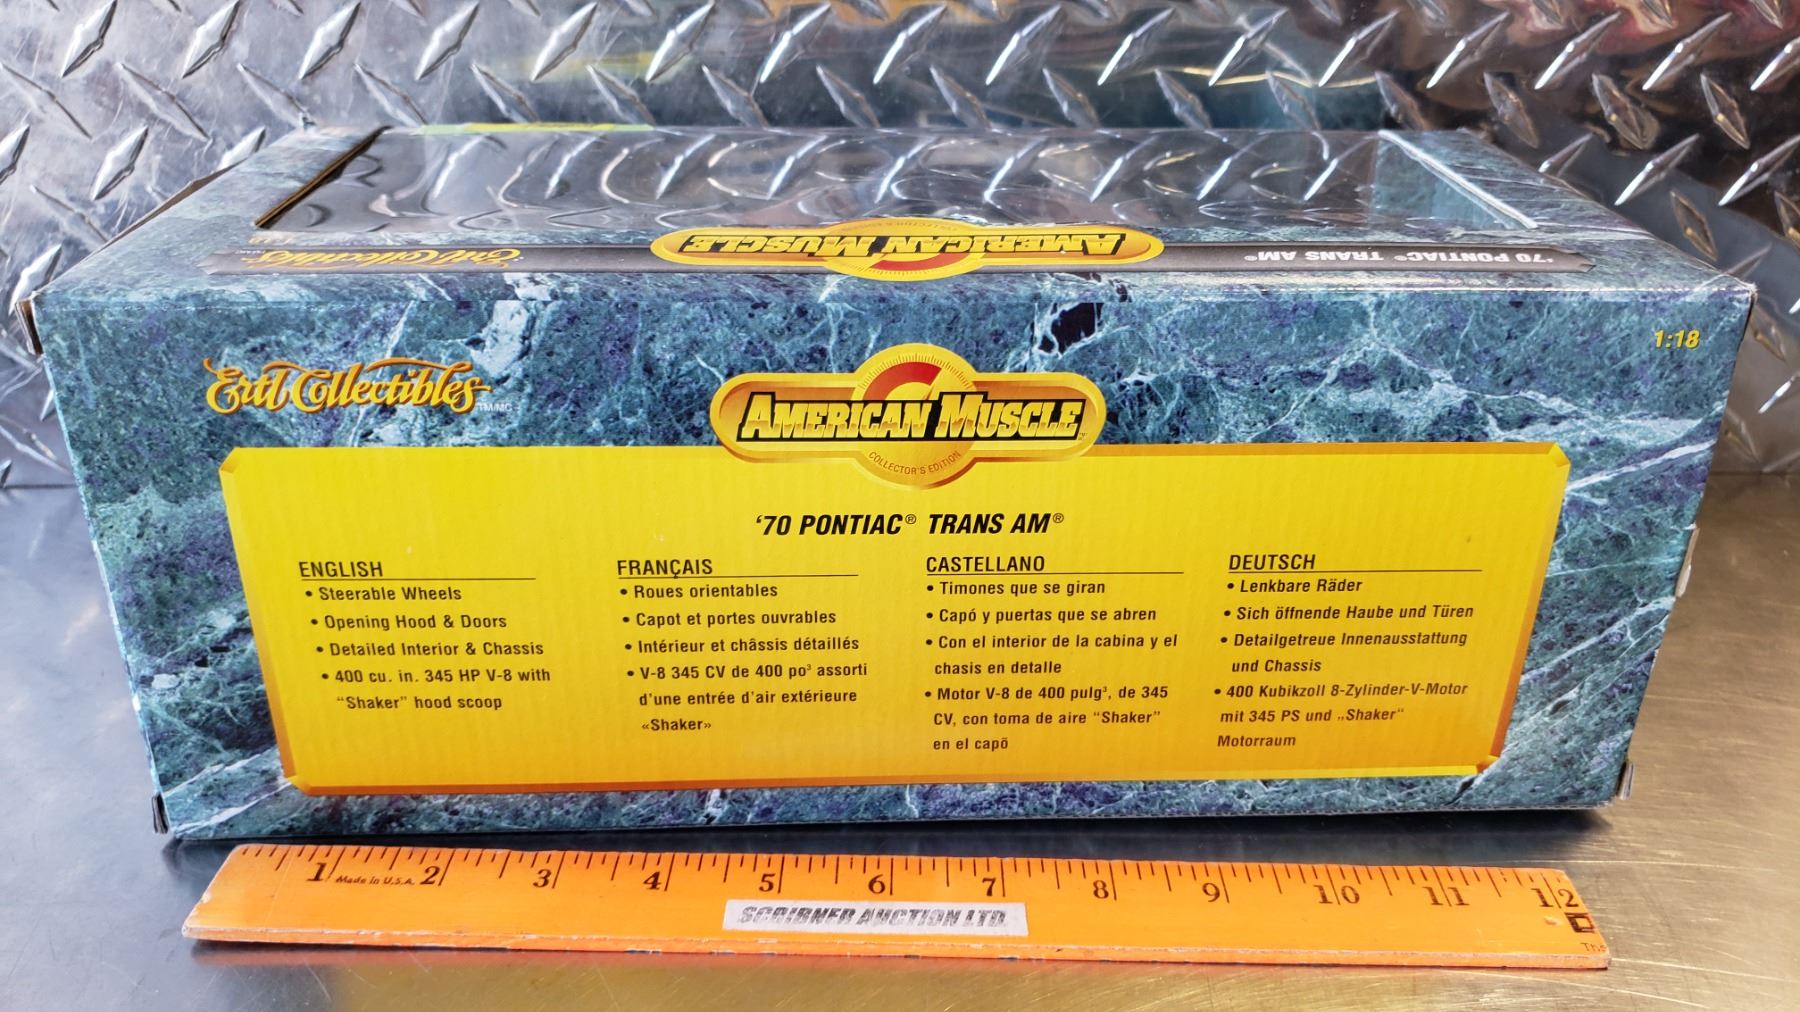 '70 PONTIAC® TRANS AM®
AMERICAN MUSCLE
COLLECTOR'S EDITION
Ertl Collectibles
1:18
Ertl Collectibles TM/MC
AMERICAN MUSCLE
COLLECTOR'S EDITION
'70 PONTIAC® TRANS AM®
ENGLISH
• Steerable Wheels
• Opening Hood & Doors
• Detailed Interior & Chassis
• 400 cu. in. 345 HP V-8 with
“Shaker” hood scoop
FRANÇAIS
• Roues orientables
• Capot et portes ouvrables
• Intérieur et châssis détaillés
• V-8 345 CV de 400 po³ assorti
d'une entrée d'air extérieure
«Shaker»
CASTELLANO
• Timones que se giran
• Capó y puertas que se abren
• Con el interior de la cabina y el
chasis en detalle
• Motor V-8 de 400 pulg³, de 345
CV, con toma de aire “Shaker”
en el capõ
DEUTSCH
• Lenkbare Räder
• Sich öffnende Haube und Türen
• Detailgetreue Innenausstattung
und Chassis
• 400 Kubikzoll 8-Zylinder-V-Motor
mit 345 PS und „Shaker“
Motorraum
1 Made in U.S.A. 2 3 4 5 6 7 8 9 10 11 12
SCRIBNER AUCTION LTD.